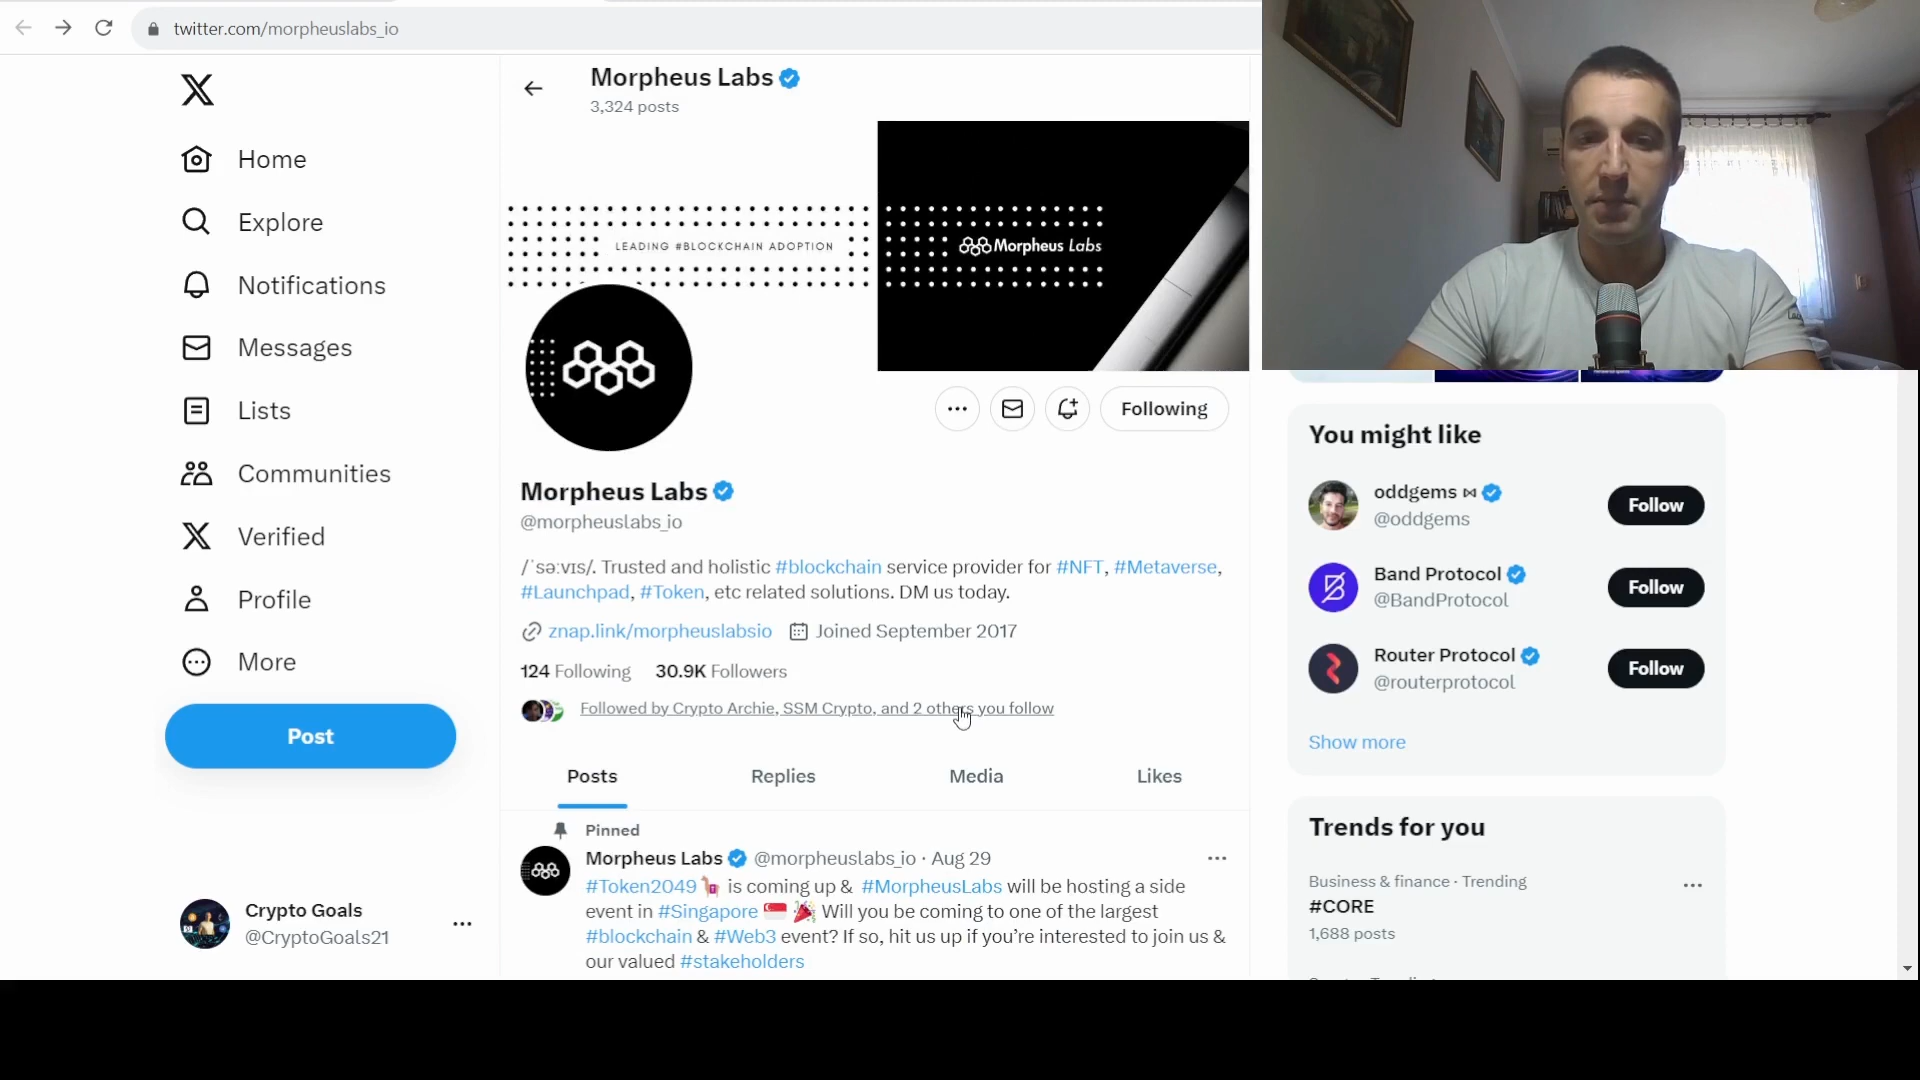 twitter.com/morpheuslabs_io
Morpheus Labs
3,324 posts
Home
Explore
Notifications
Messages
Lists
Communities
Verified
Profile
More
Post
Crypto Goals
@CryptoGoals21
LEADING #BLOCKCHAIN ADOPTION
Morpheus Labs
Following
Morpheus Labs
@morpheuslabs_io
/ˈsəːvɪs/. Trusted and holistic #blockchain service provider for #NFT, #Metaverse,
#Launchpad, #Token, etc related solutions. DM us today.
znap.link/morpheuslabsio Joined September 2017
124 Following 30.9K Followers
Followed by Crypto Archie, SSM Crypto, and 2 others you follow
Posts Replies Media Likes
Pinned
Morpheus Labs @morpheuslabs_io · Aug 29
#Token2049 is coming up & #MorpheusLabs will be hosting a side
event in #Singapore 🇸🇬 🎉 Will you be coming to one of the largest
#blockchain & #Web3 event? If so, hit us up if you’re interested to join us &
our valued #stakeholders
You might like
oddgems ⋈
@oddgems
Follow
Band Protocol
@BandProtocol
Follow
Router Protocol
@routerprotocol
Follow
Show more
Trends for you
Business & finance · Trending
#CORE
1,688 posts